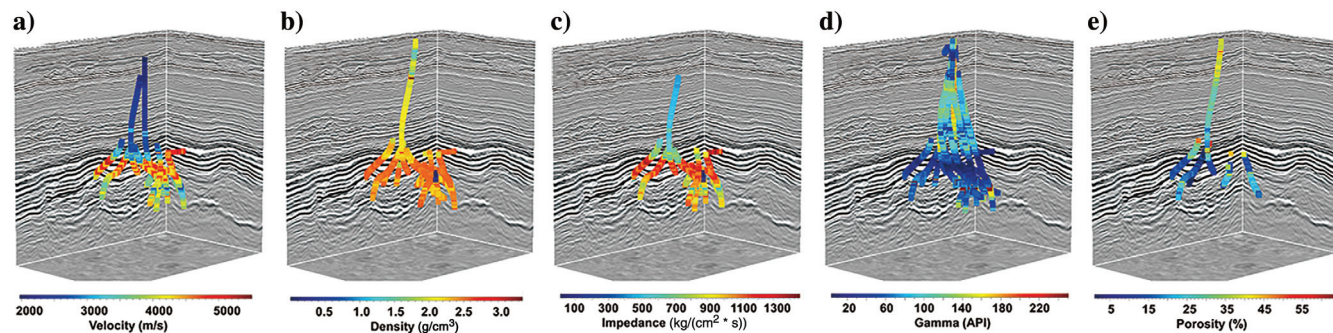 a) b) c) d) e)
2000 3000 4000 5000
Velocity (m/s)
0.5 1.0 1.5 2.0 2.5 3.0
Density (g/cm³)
100 300 500 700 900 1100 1300
Impedance (kg/(cm² * s))
20 60 100 140 180 220
Gamma (API)
5 15 25 35 45 55
Porosity (%)